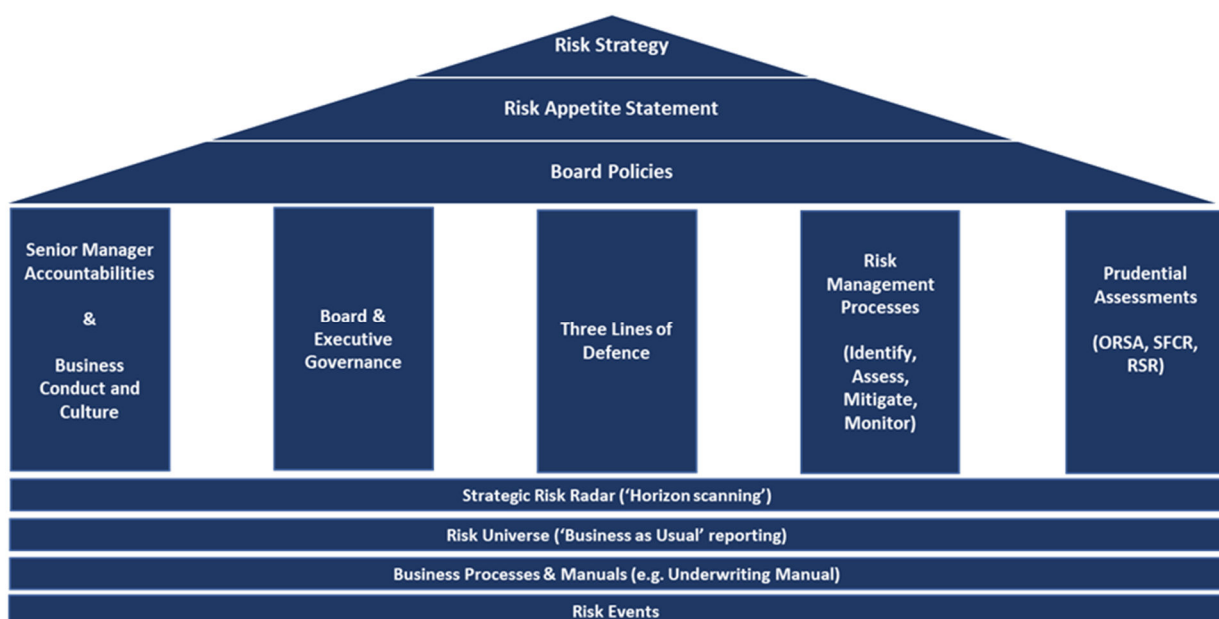 Risk Strategy
Risk Appetite Statement
Board Policies
Senior Manager
Accountabilities
&
Business
Conduct and
Culture
Board &
Executive
Governance
Three Lines of
Defence
Risk
Management
Processes
(Identify,
Assess,
Mitigate,
Monitor)
Prudential
Assessments
(ORSA, SFCR,
RSR)
Strategic Risk Radar (‘Horizon scanning’)
Risk Universe (‘Business as Usual’ reporting)
Business Processes & Manuals (e.g. Underwriting Manual)
Risk Events